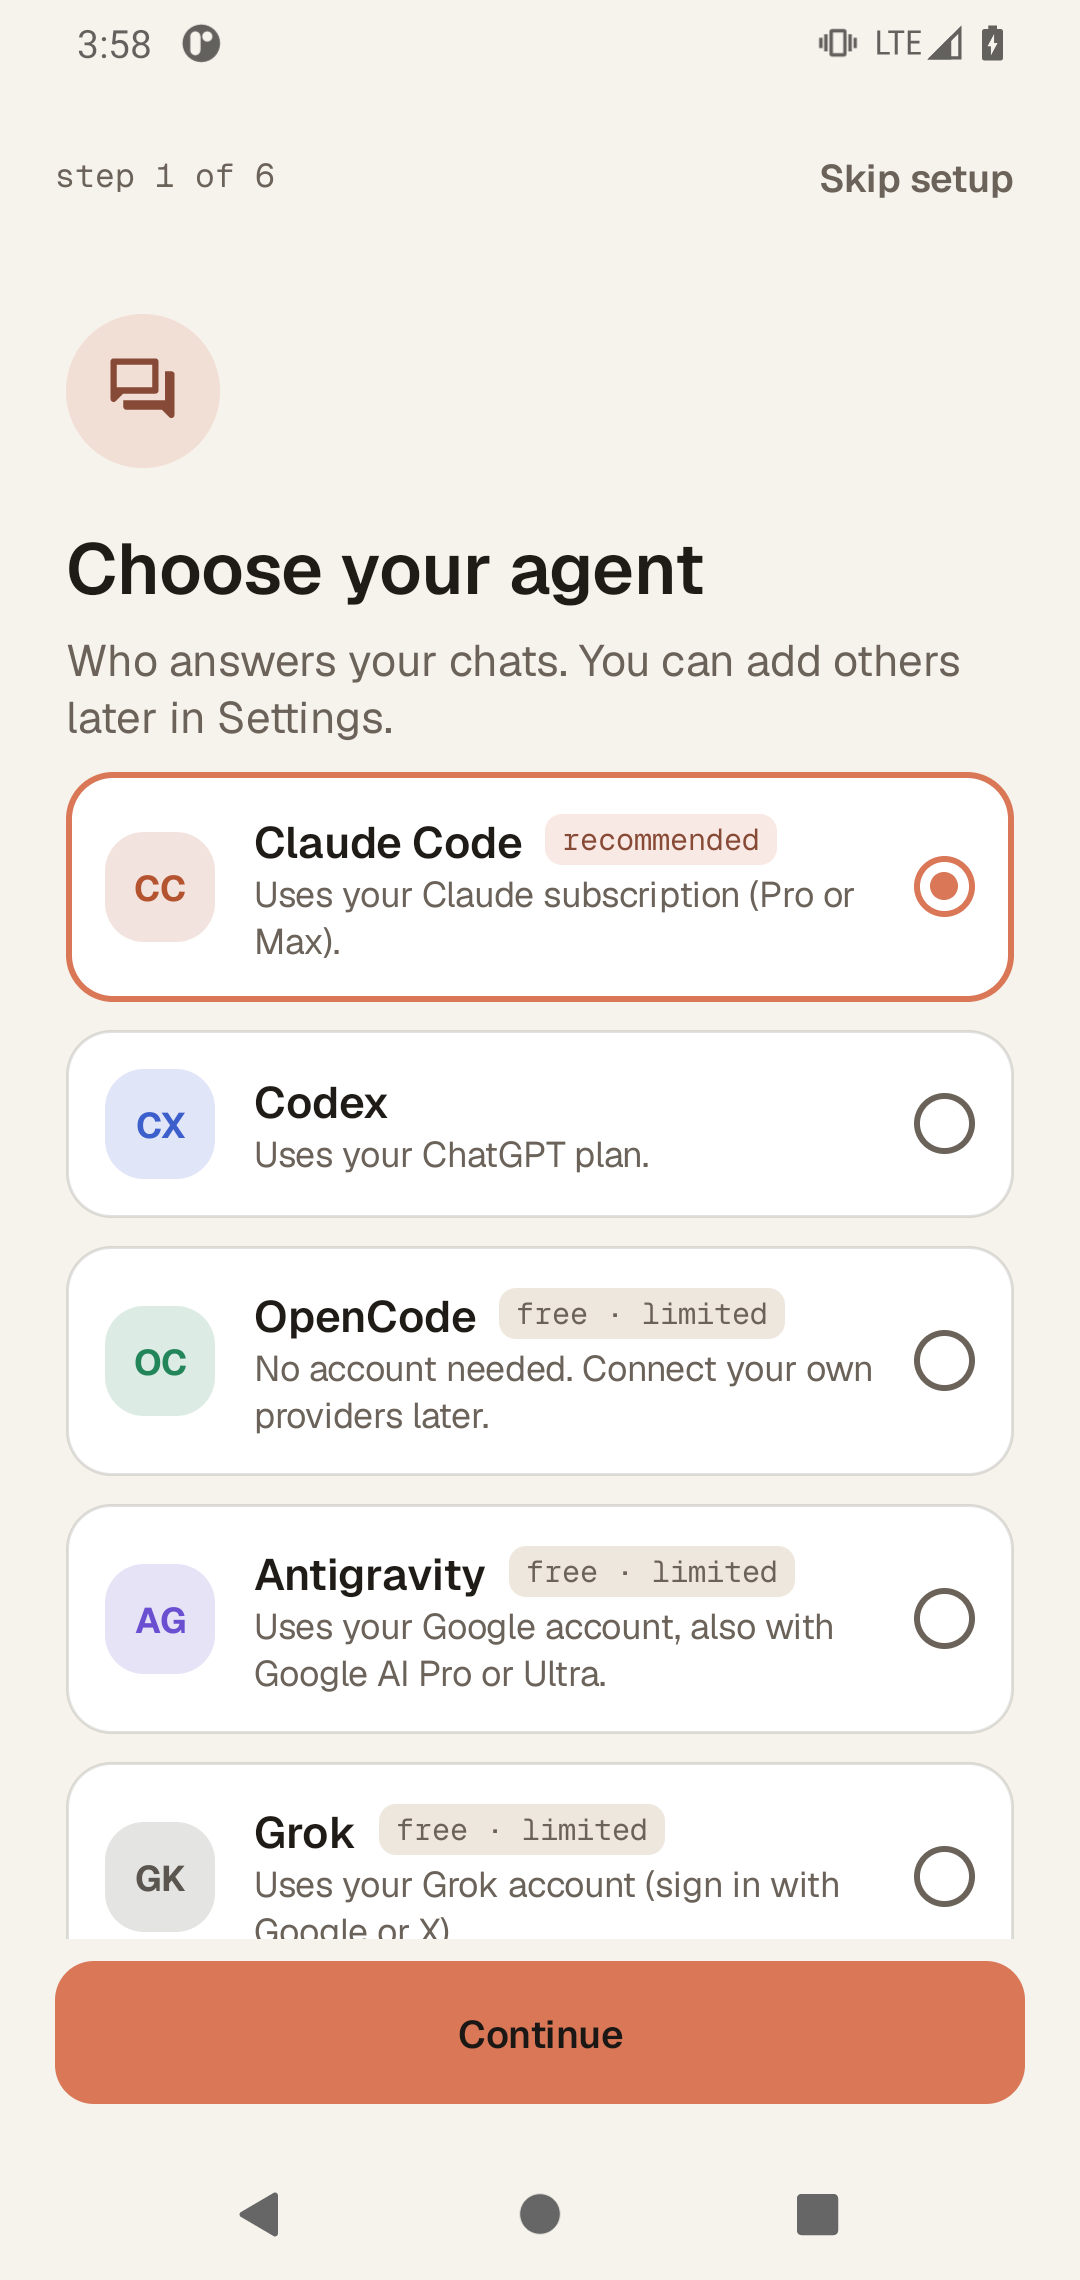 3:58
LTE
step 1 of 6
Skip setup
Choose your agent
Who answers your chats. You can add others
later in Settings.
CC
Claude Code
recommended
Uses your Claude subscription (Pro or
Max).
CX
Codex
Uses your ChatGPT plan.
OC
OpenCode
free · limited
No account needed. Connect your own
providers later.
AG
Antigravity
free · limited
Uses your Google account, also with
Google AI Pro or Ultra.
GK
Grok
free · limited
Uses your Grok account (sign in with
Google or X)
Continue